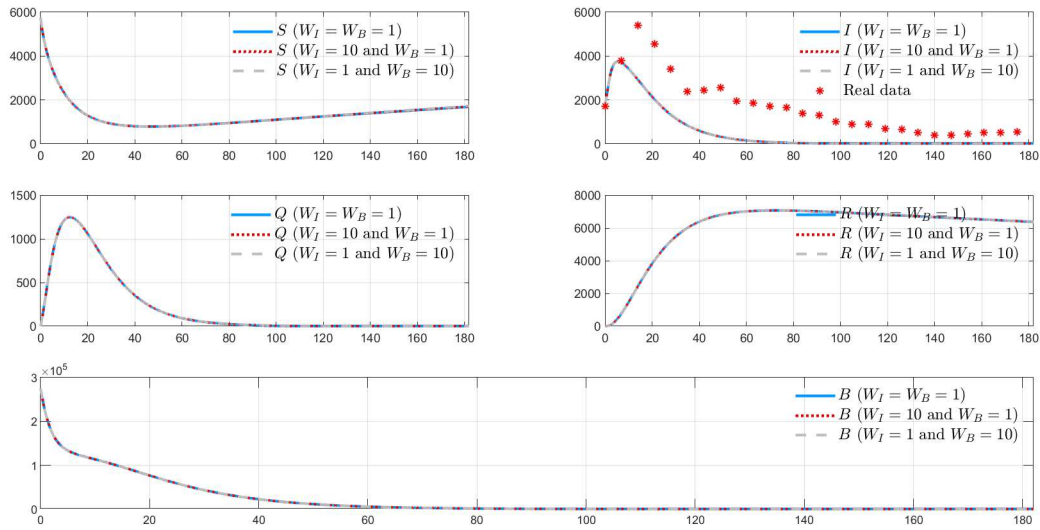 6000
4000
2000
0
0 20 40 60 80 100 120 140 160 180
S (W_I = W_B = 1)
S (W_I = 10 and W_B = 1)
S (W_I = 1 and W_B = 10)
6000
4000
2000
0
0 20 40 60 80 100 120 140 160 180
I (W_I = W_B = 1)
I (W_I = 10 and W_B = 1)
I (W_I = 1 and W_B = 10)
Real data
1500
1000
500
0
0 20 40 60 80 100 120 140 160 180
Q (W_I = W_B = 1)
Q (W_I = 10 and W_B = 1)
Q (W_I = 1 and W_B = 10)
8000
6000
4000
2000
0
0 20 40 60 80 100 120 140 160 180
R (W_I = W_B = 1)
R (W_I = 10 and W_B = 1)
R (W_I = 1 and W_B = 10)
×10^5
3
2
1
0
0 20 40 60 80 100 120 140 160 180
B (W_I = W_B = 1)
B (W_I = 10 and W_B = 1)
B (W_I = 1 and W_B = 10)